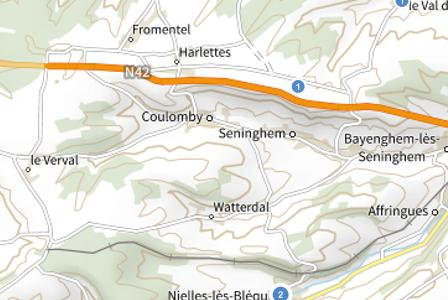 le Val d
Fromentel
Harlettes
N42
1
Coulomby
Seninghem
Bayenghem-lès-
Seninghem
le Verval
Watterdal
Affringues
2
Nielles-lès-Bléqu